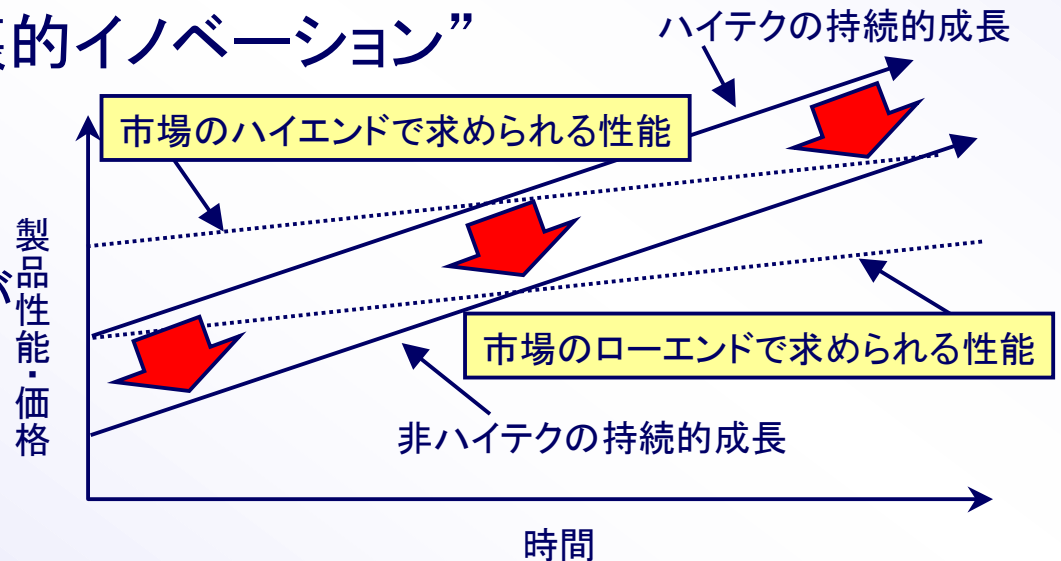 的イノベーション”
ハイテクの持続的成長
市場のハイエンドで求められる性能
製品性能・価格
市場のローエンドで求められる性能
非ハイテクの持続的成長
時間